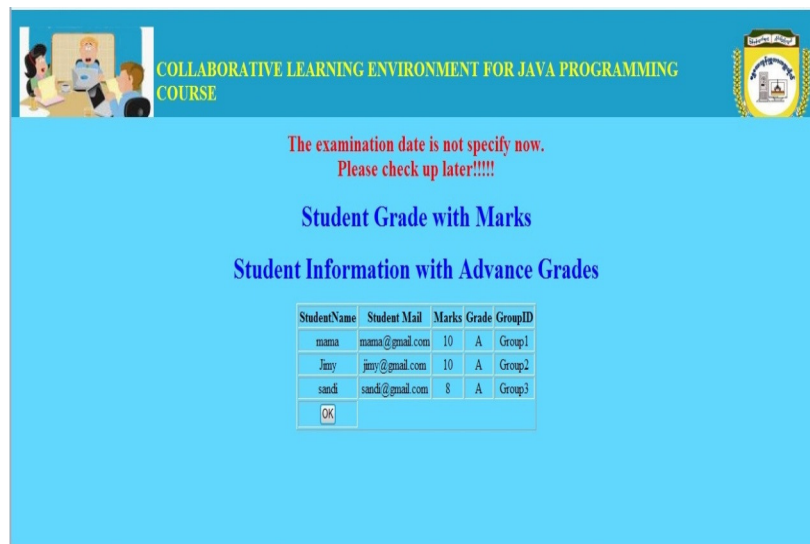 COLLABORATIVE LEARNING ENVIRONMENT FOR JAVA PROGRAMMING
COURSE
The examination date is not specify now.
Please check up later!!!!!
Student Grade with Marks
Student Information with Advance Grades
StudentName Student Mail Marks Grade GroupID
mama mama@gmail.com 10 A Group1
Jimy jimy@gmail.com 10 A Group2
sandi sandi@gmail.com 8 A Group3
OK